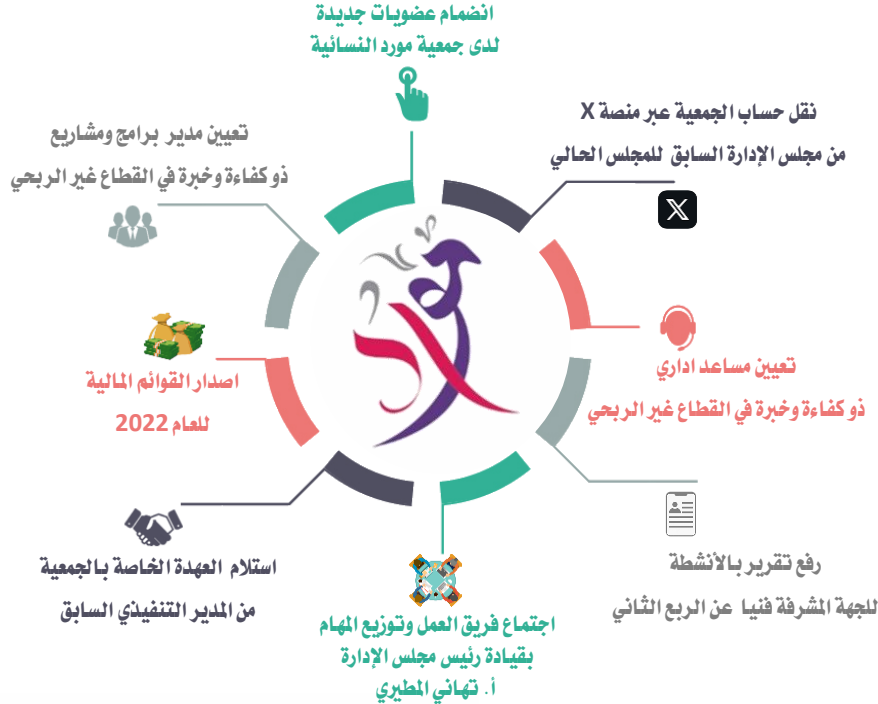 انضمام عضويات جديدة
لدى جمعية مورد النسائية
نقل حساب الجمعية عبر منصة X
من مجلس الإدارة السابق للمجلس الحالي
تعيين مساعد اداري
ذو كفاءة وخبرة في القطاع غير الربحي
رفع تقرير بالأنشطة
للجهة المشرفة فنيا عن الربع الثاني
اجتماع فريق العمل وتوزيع المهام
بقيادة رئيس مجلس الإدارة
أ. تهاني المطيري
استلام العهدة الخاصة بالجمعية
من المدير التنفيذي السابق
اصدار القوائم المالية
للعام 2022
تعيين مدير برامج ومشاريع
ذو كفاءة وخبرة في القطاع غير الربحي
مورد